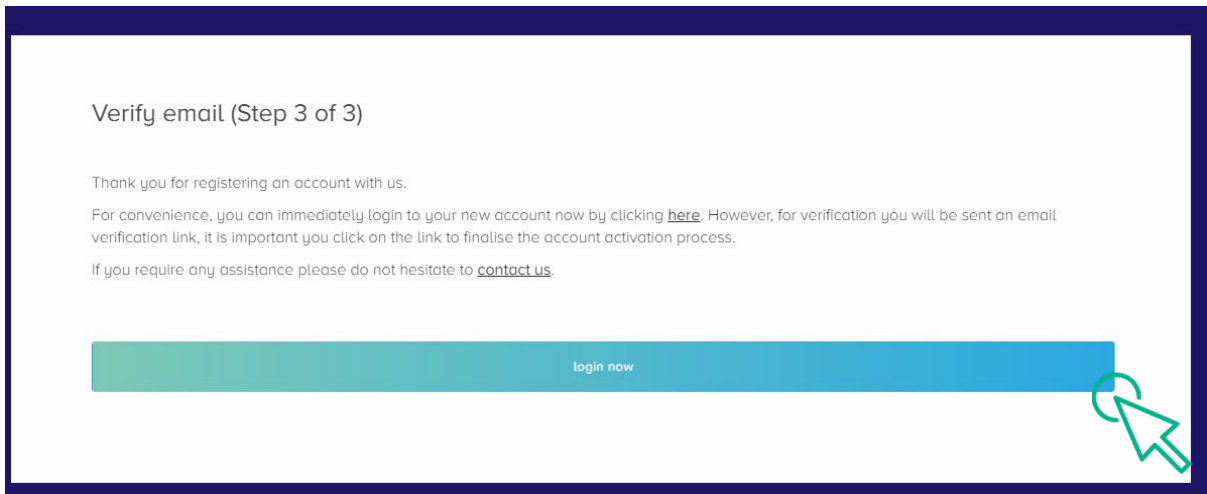 Verify email (Step 3 of 3)
Thank you for registering an account with us.
For convenience, you can immediately login to your new account now by clicking here. However, for verification you will be sent an email
verification link, it is important you click on the link to finalise the account activation process.
If you require any assistance please do not hesitate to contact us.
login now